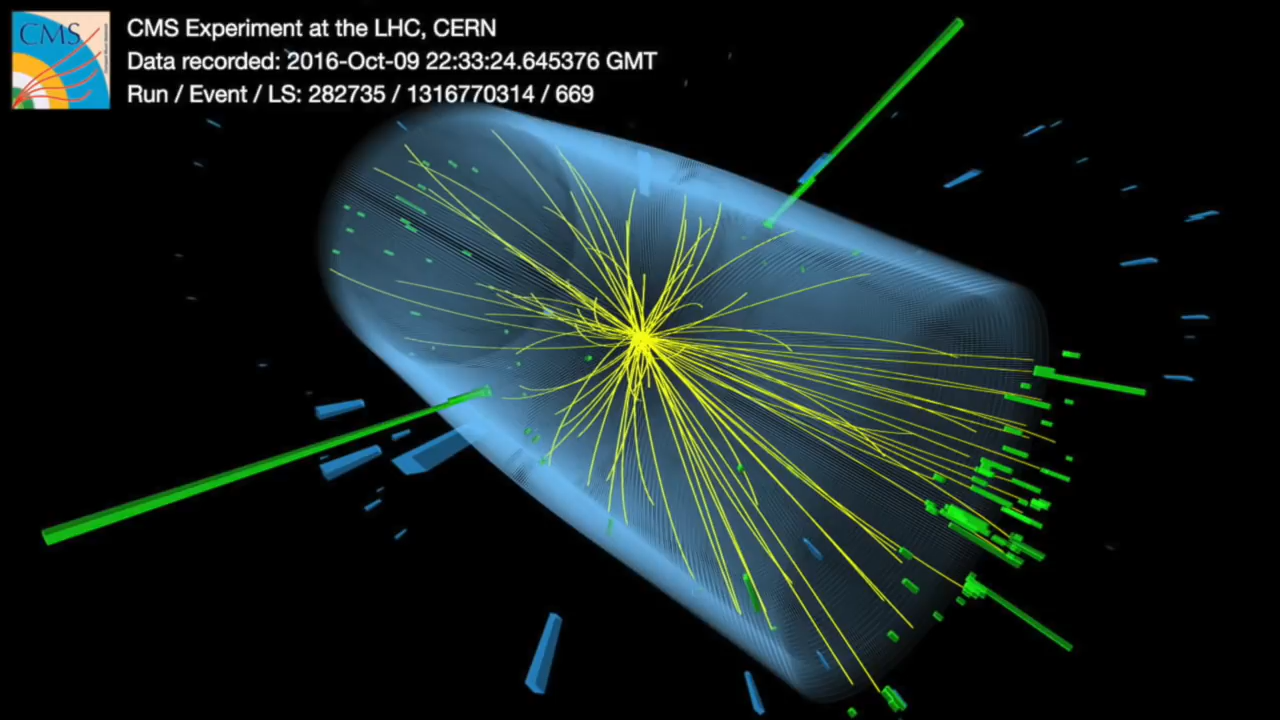 CMS
CMS Experiment at the LHC, CERN
Data recorded: 2016-Oct-09 22:33:24.645376 GMT
Run / Event / LS: 282735 / 1316770314 / 669